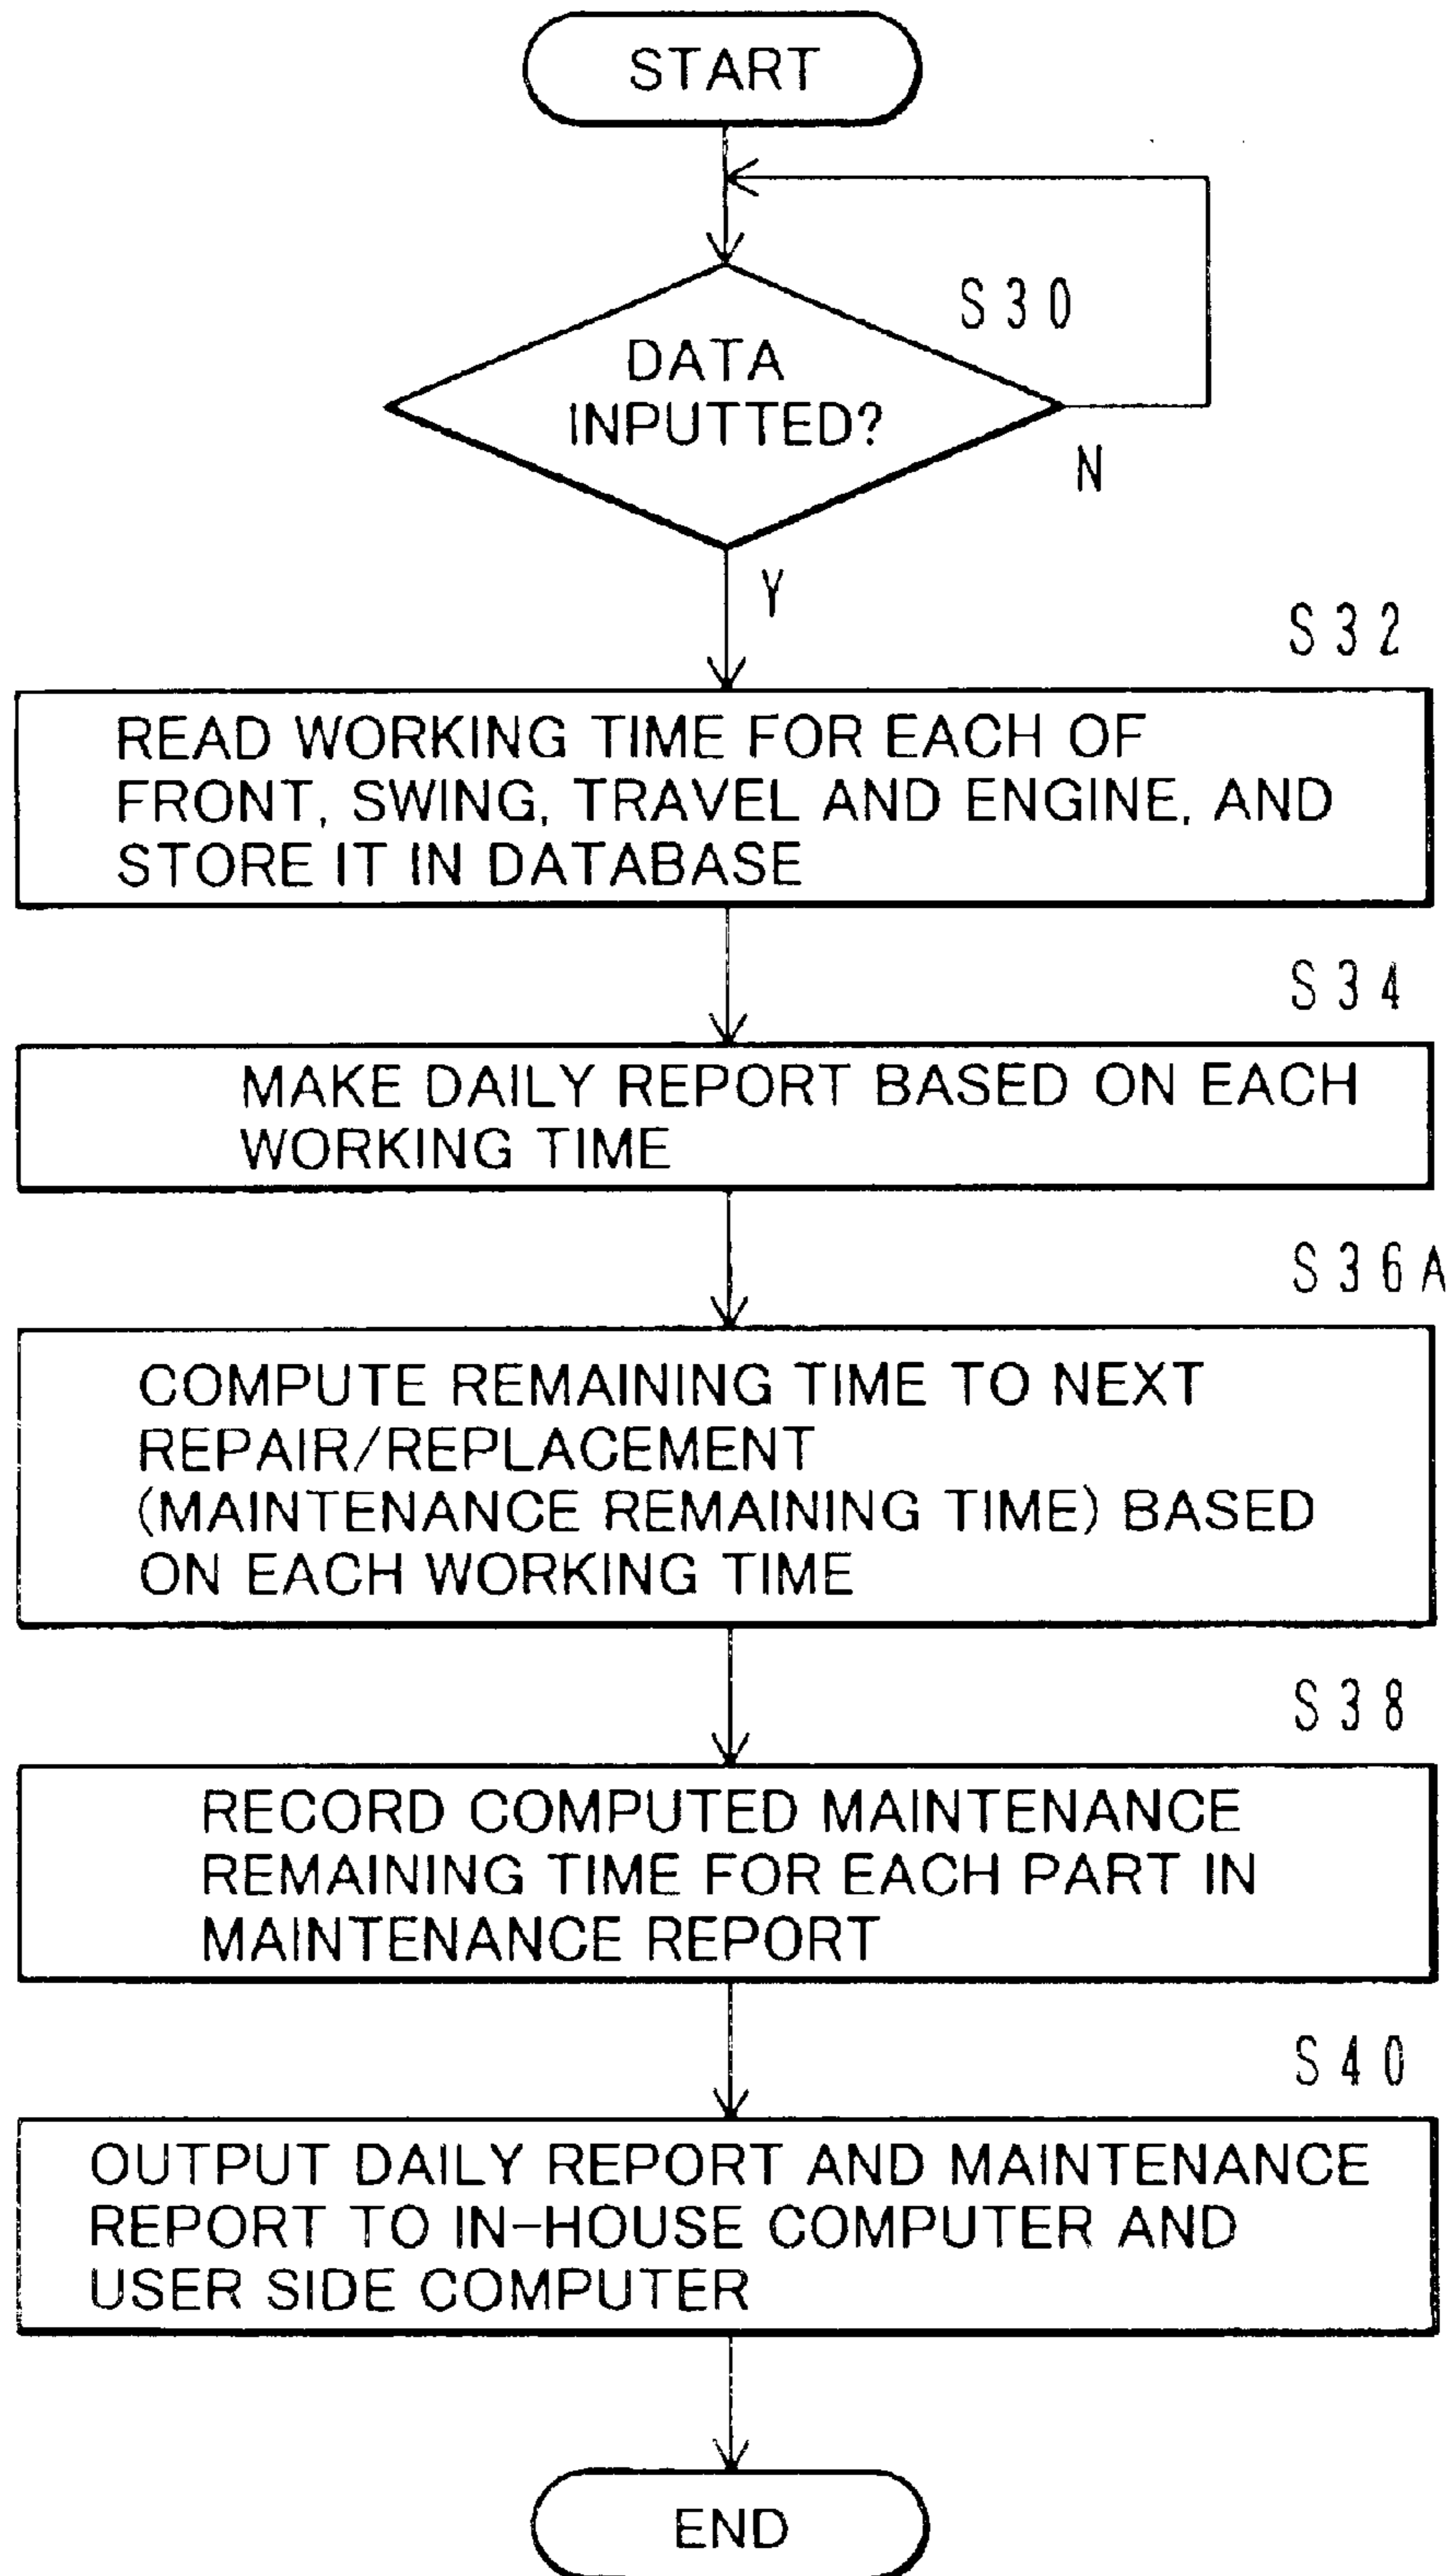 START
S30
DATA
INPUTTED?
N
Y
S32
READ WORKING TIME FOR EACH OF
FRONT, SWING, TRAVEL AND ENGINE, AND
STORE IT IN DATABASE
S34
MAKE DAILY REPORT BASED ON EACH
WORKING TIME
S36A
COMPUTE REMAINING TIME TO NEXT
REPAIR/REPLACEMENT
(MAINTENANCE REMAINING TIME) BASED
ON EACH WORKING TIME
S38
RECORD COMPUTED MAINTENANCE
REMAINING TIME FOR EACH PART IN
MAINTENANCE REPORT
S40
OUTPUT DAILY REPORT AND MAINTENANCE
REPORT TO IN-HOUSE COMPUTER AND
USER SIDE COMPUTER
END